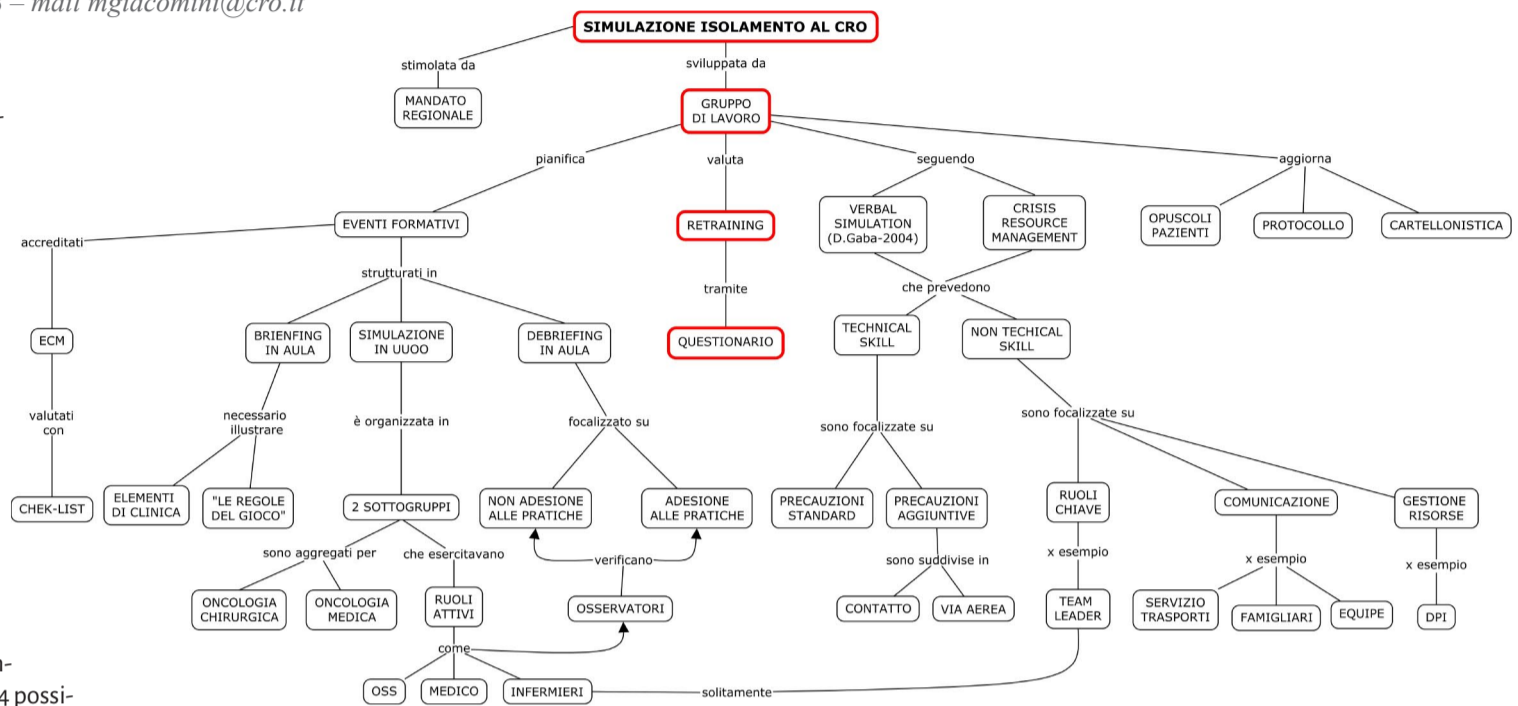 – mail mgiacomini@cro.it
SIMULAZIONE ISOLAMENTO AL CRO
stimolata da
sviluppata da
MANDATO
REGIONALE
GRUPPO
DI LAVORO
pianifica
valuta
seguendo
aggiorna
EVENTI FORMATIVI
RETRAINING
VERBAL
SIMULATION
(D.Gaba-2004)
CRISIS
RESOURCE
MANAGEMENT
OPUSCOLI
PAZIENTI
PROTOCOLLO
CARTELLONISTICA
accreditati
strutturati in
tramite
che prevedono
ECM
BRIENFING
IN AULA
SIMULAZIONE
IN UUOO
DEBRIEFING
IN AULA
QUESTIONARIO
TECHNICAL
SKILL
NON TECHICAL
SKILL
valutati
con
necessario
illustrare
è organizzata in
focalizzato su
sono focalizzate su
sono focalizzate su
CHEK-LIST
ELEMENTI
DI CLINICA
"LE REGOLE
DEL GIOCO"
2 SOTTOGRUPPI
NON ADESIONE
ALLE PRATICHE
ADESIONE
ALLE PRATICHE
PRECAUZIONI
STANDARD
PRECAUZIONI
AGGIUNTIVE
RUOLI
CHIAVE
COMUNICAZIONE
GESTIONE
RISORSE
sono aggregati per
che esercitavano
verificano
sono suddivise in
x esempio
x esempio
x esempio
ONCOLOGIA
CHIRURGICA
ONCOLOGIA
MEDICA
RUOLI
ATTIVI
OSSERVATORI
CONTATTO
VIA AEREA
TEAM
LEADER
SERVIZIO
TRASPORTI
FAMIGLIARI
EQUIPE
DPI
come
OSS
MEDICO
INFERMIERI
solitamente
n-
4 possi-